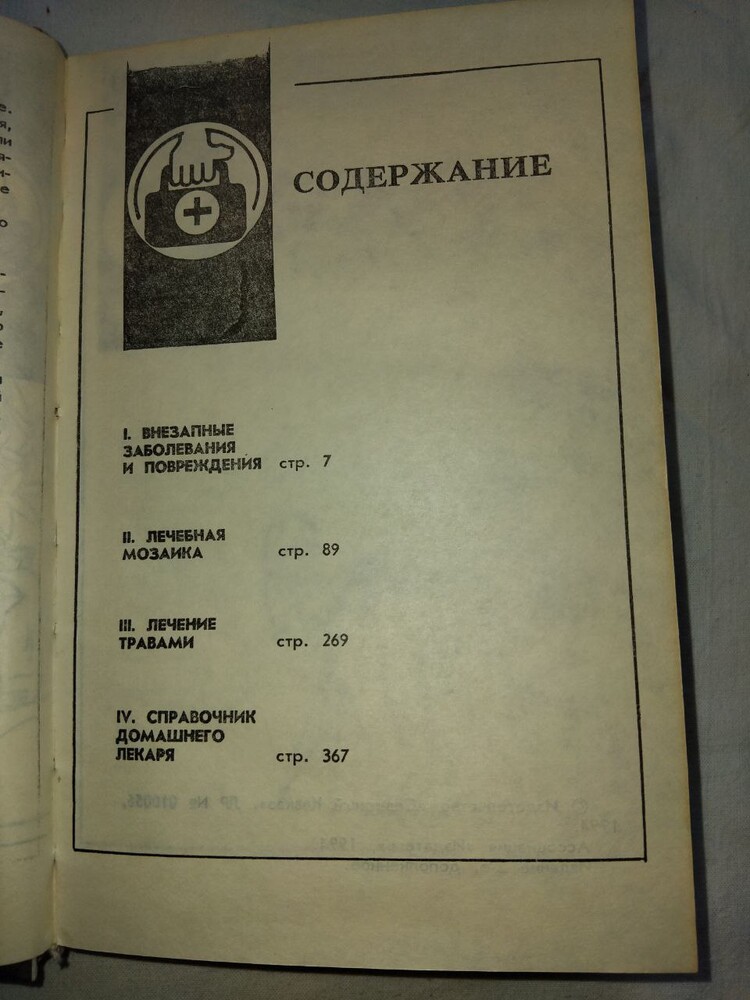 СОДЕРЖАНИЕ
I. ВНЕЗАПНЫЕ
ЗАБОЛЕВАНИЯ
И ПОВРЕЖДЕНИЯ стр. 7
II. ЛЕЧЕБНАЯ
МОЗАИКА стр. 89
III. ЛЕЧЕНИЕ
ТРАВАМИ стр. 269
IV. СПРАВОЧНИК
ДОМАШНЕГО
ЛЕКАРЯ стр. 367